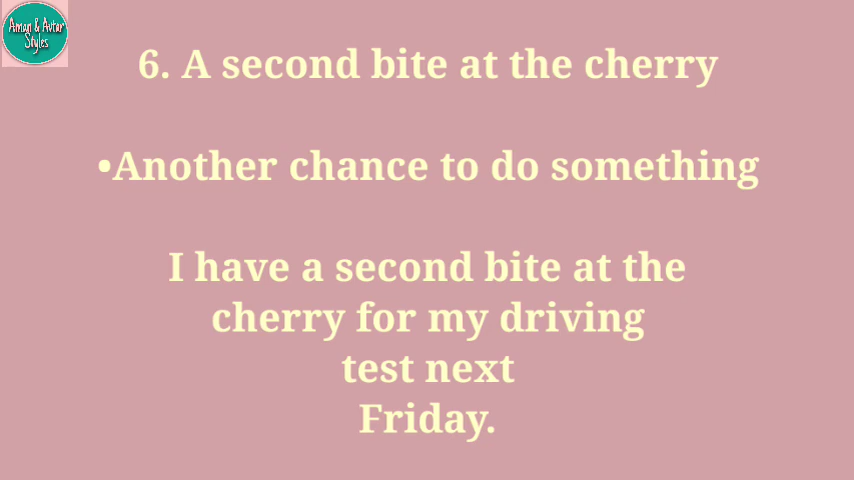 Aman & Avtar
Styles
6. A second bite at the cherry
•Another chance to do something
I have a second bite at the
cherry for my driving
test next
Friday.